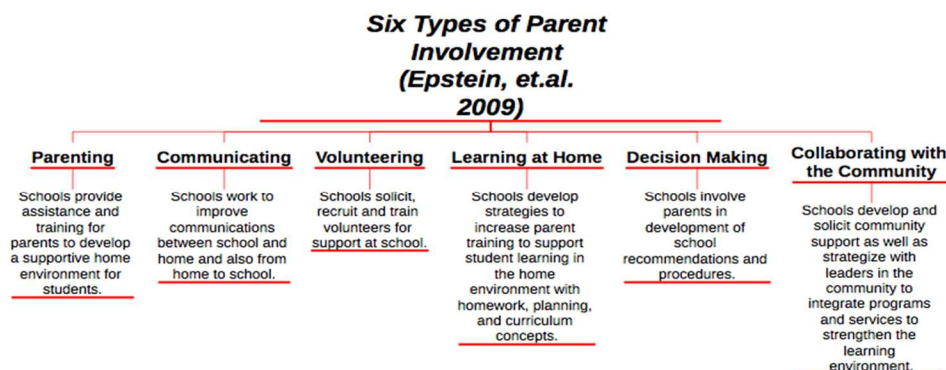 Six Types of Parent
Involvement
(Epstein, et.al.
2009)
Parenting
Schools provide
assistance and
training for
parents to develop
a supportive home
environment for
students.
Communicating
Schools work to
improve
communications
between school and
home and also from
home to school.
Volunteering
Schools solicit,
recruit and train
volunteers for
support at school.
Learning at Home
Schools develop
strategies to
increase parent
training to support
student learning in
the home
environment with
homework, planning,
and curriculum
concepts.
Decision Making
Schools involve
parents in
development of
school
recommendations and
procedures.
Collaborating with
the Community
Schools develop and
solicit community
support as well as
strategize with
leaders in the
community to
integrate programs
and services to
strengthen the
learning
environment.